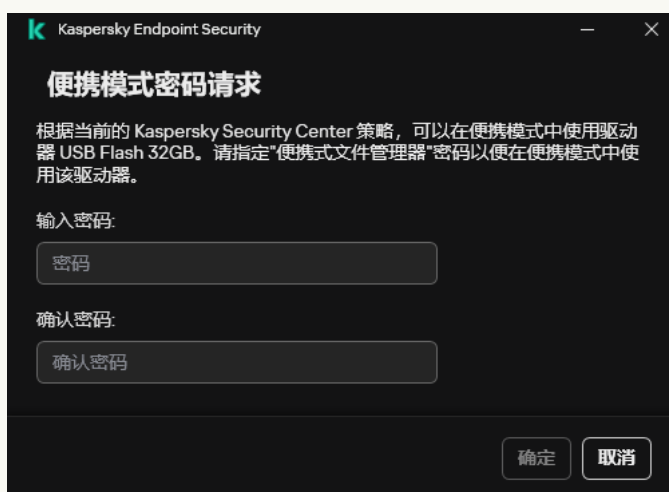 Kaspersky Endpoint Security
便携模式密码请求
根据当前的 Kaspersky Security Center 策略，可以在便携模式中使用驱动
器 USB Flash 32GB。请指定"便携式文件管理器"密码以便在便携模式中使
用该驱动器。
输入密码:
密码
确认密码:
确认密码
确定
取消